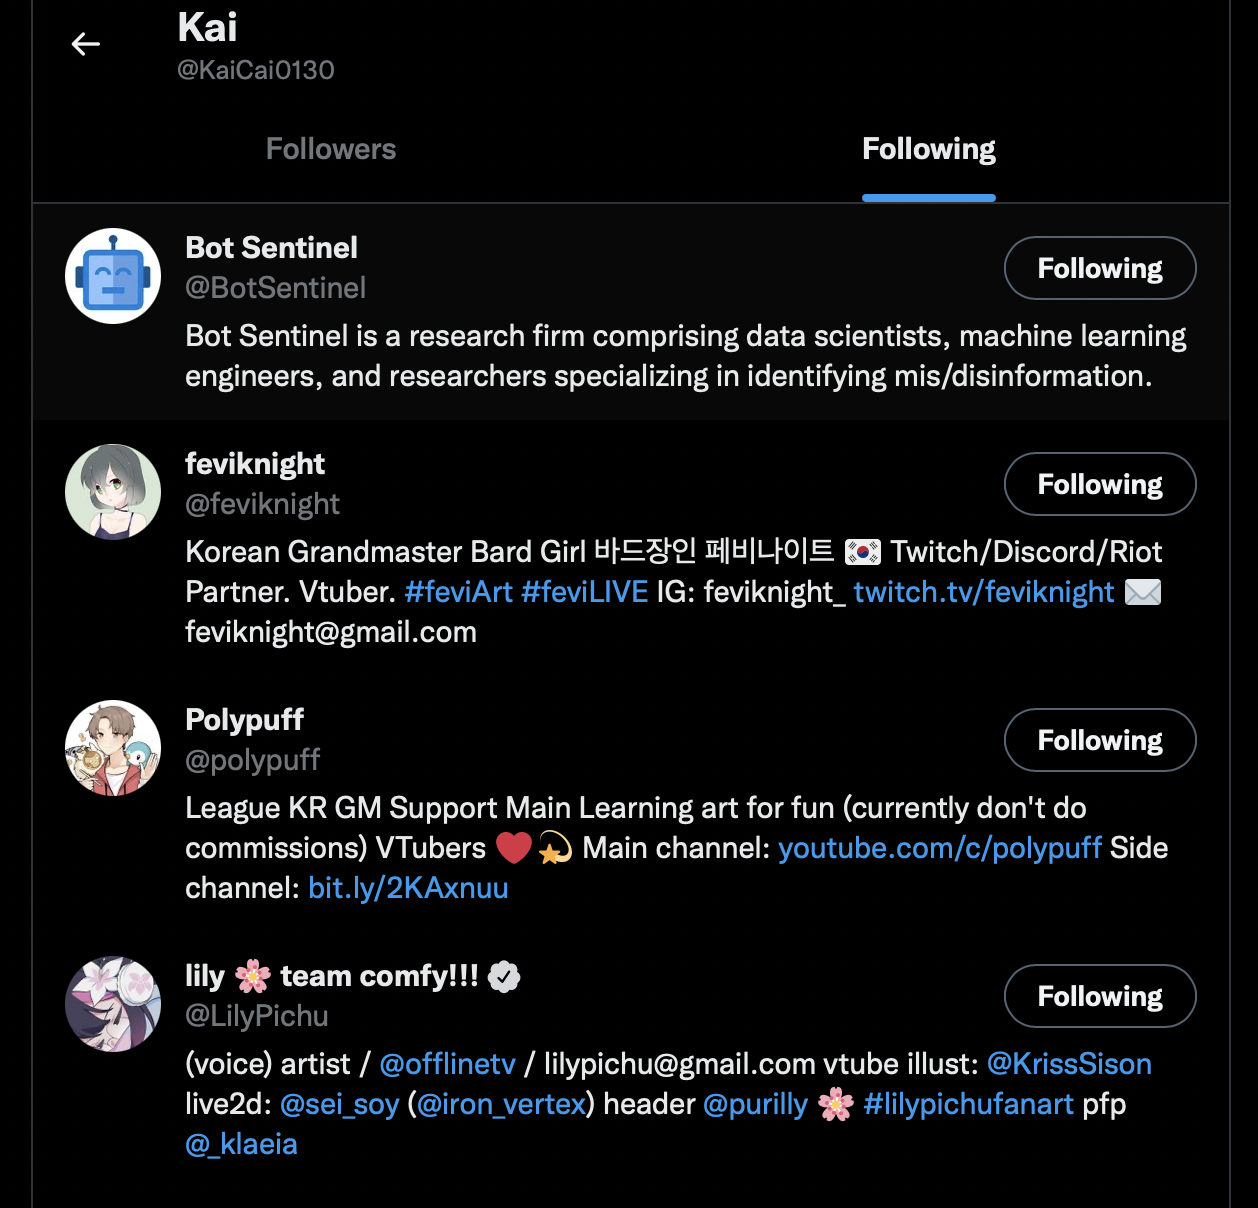 Kai
@KaiCai0130
Followers
Following
Bot Sentinel
@BotSentinel
Following
Bot Sentinel is a research firm comprising data scientists, machine learning
engineers, and researchers specializing in identifying mis/disinformation.
feviknight
@feviknight
Following
Korean Grandmaster Bard Girl 바드장인 페비나이트 🇰🇷 Twitch/Discord/Riot
Partner. Vtuber. #feviArt #feviLIVE IG: feviknight_ twitch.tv/feviknight ✉️
feviknight@gmail.com
Polypuff
@polypuff
Following
League KR GM Support Main Learning art for fun (currently don't do
commissions) VTubers ❤️💫 Main channel: youtube.com/c/polypuff Side
channel: bit.ly/2KAxnuu
lily 🌸 team comfy!!!
@LilyPichu
Following
(voice) artist / @offlinetv / lilypichu@gmail.com vtube illust: @KrissSison
live2d: @sei_soy (@iron_vertex) header @purilly 🌸 #lilypichufanart pfp
@_klaeia